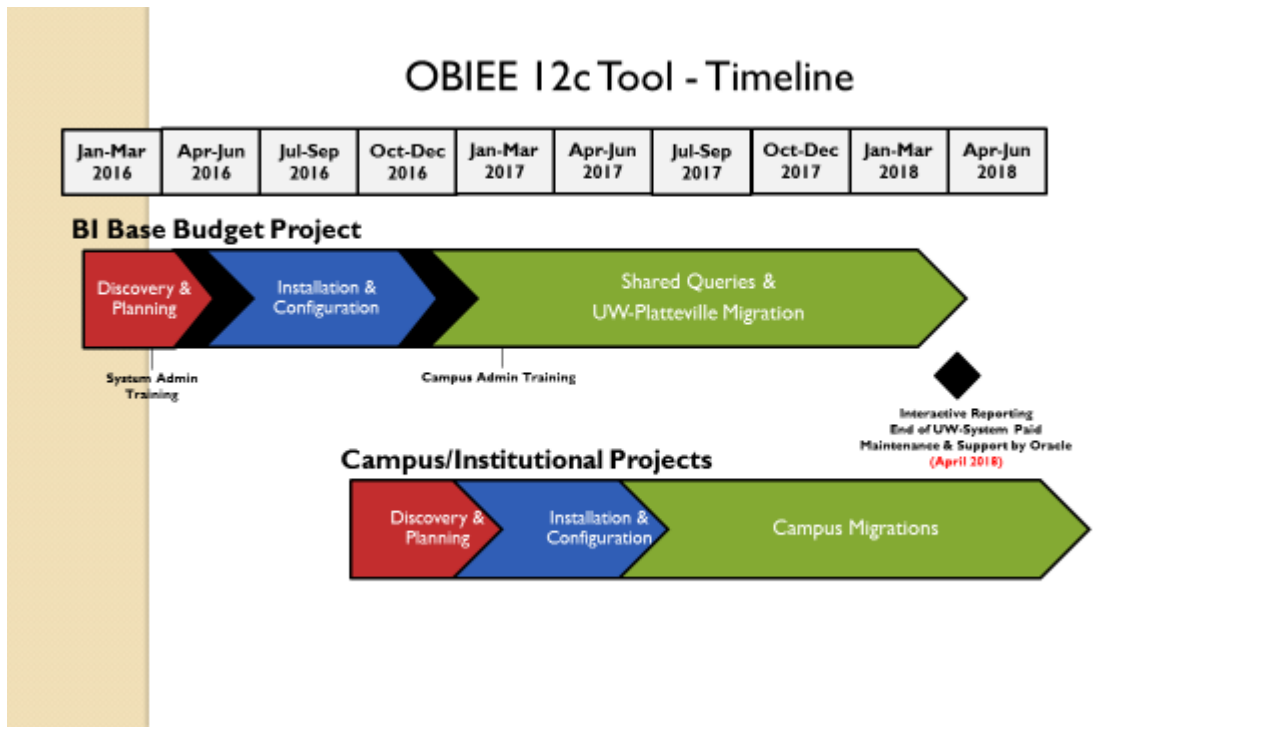 OBIEE 12c Tool - Timeline
Jan-Mar
2016
Apr-Jun
2016
Jul-Sep
2016
Oct-Dec
2016
Jan-Mar
2017
Apr-Jun
2017
Jul-Sep
2017
Oct-Dec
2017
Jan-Mar
2018
Apr-Jun
2018
BI Base Budget Project
Discovery &
Planning
Installation &
Configuration
Shared Queries &
UW-Platteville Migration
System Admin
Training
Campus Admin Training
Interactive Reporting
End of UW-System Paid
Maintenance & Support by Oracle
(April 2018)
Campus/Institutional Projects
Discovery &
Planning
Installation &
Configuration
Campus Migrations